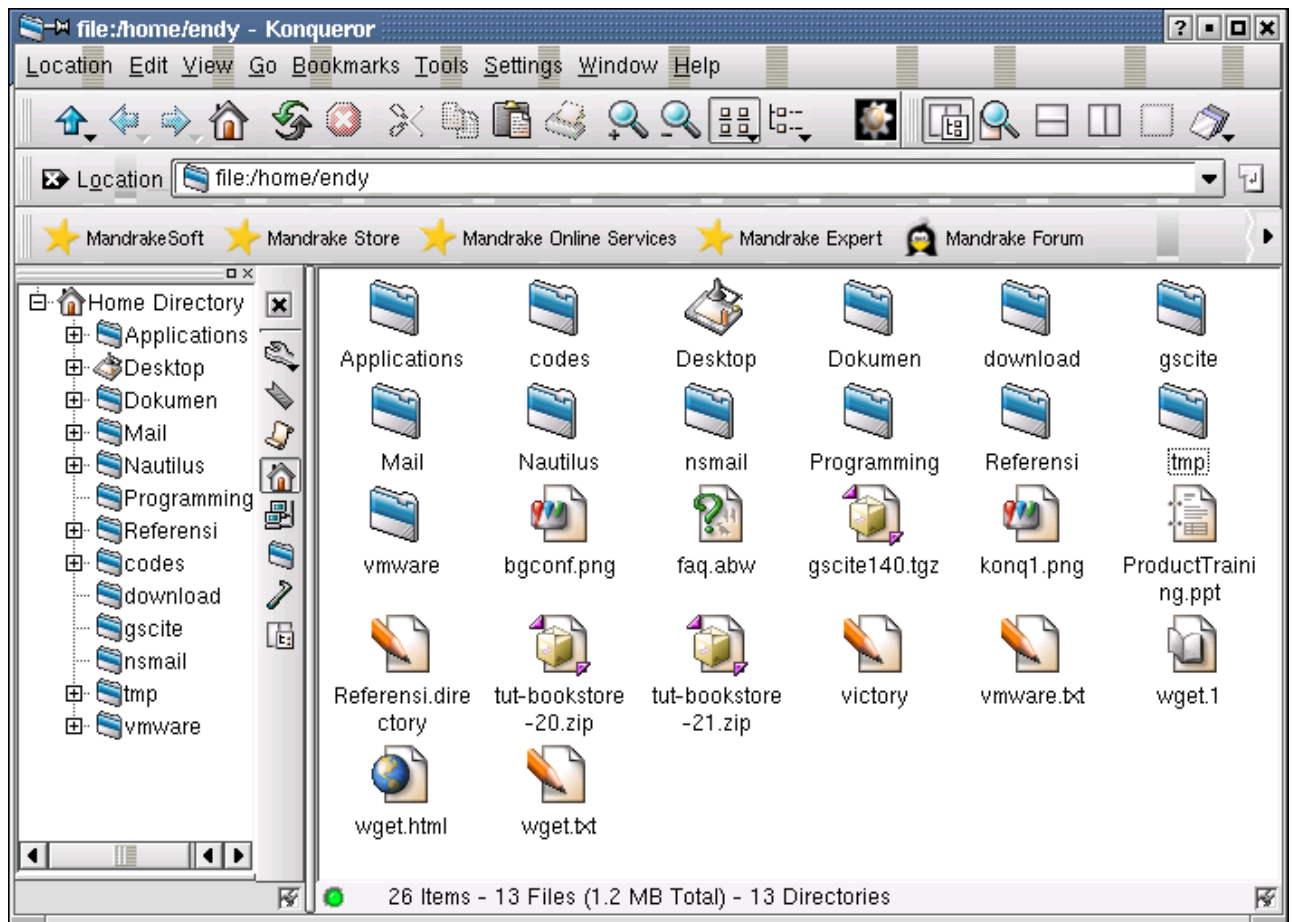 file:/home/endy - Konqueror
Location Edit View Go Bookmarks Tools Settings Window Help
Location file:/home/endy
MandrakeSoft Mandrake Store Mandrake Online Services Mandrake Expert Mandrake Forum
Home Directory
Applications
Desktop
Dokumen
Mail
Nautilus
Programming
Referensi
codes
download
gscite
nsmail
tmp
vmware
Applications codes Desktop Dokumen download gscite
Mail Nautilus nsmail Programming Referensi tmp
vmware bgconf.png faq.abw gscite140.tgz konq1.png ProductTraini
ng.ppt
Referensi.dire tut-bookstore tut-bookstore victory vmware.txt wget.1
ctory -20.zip -21.zip
wget.html wget.txt
26 Items - 13 Files (1.2 MB Total) - 13 Directories